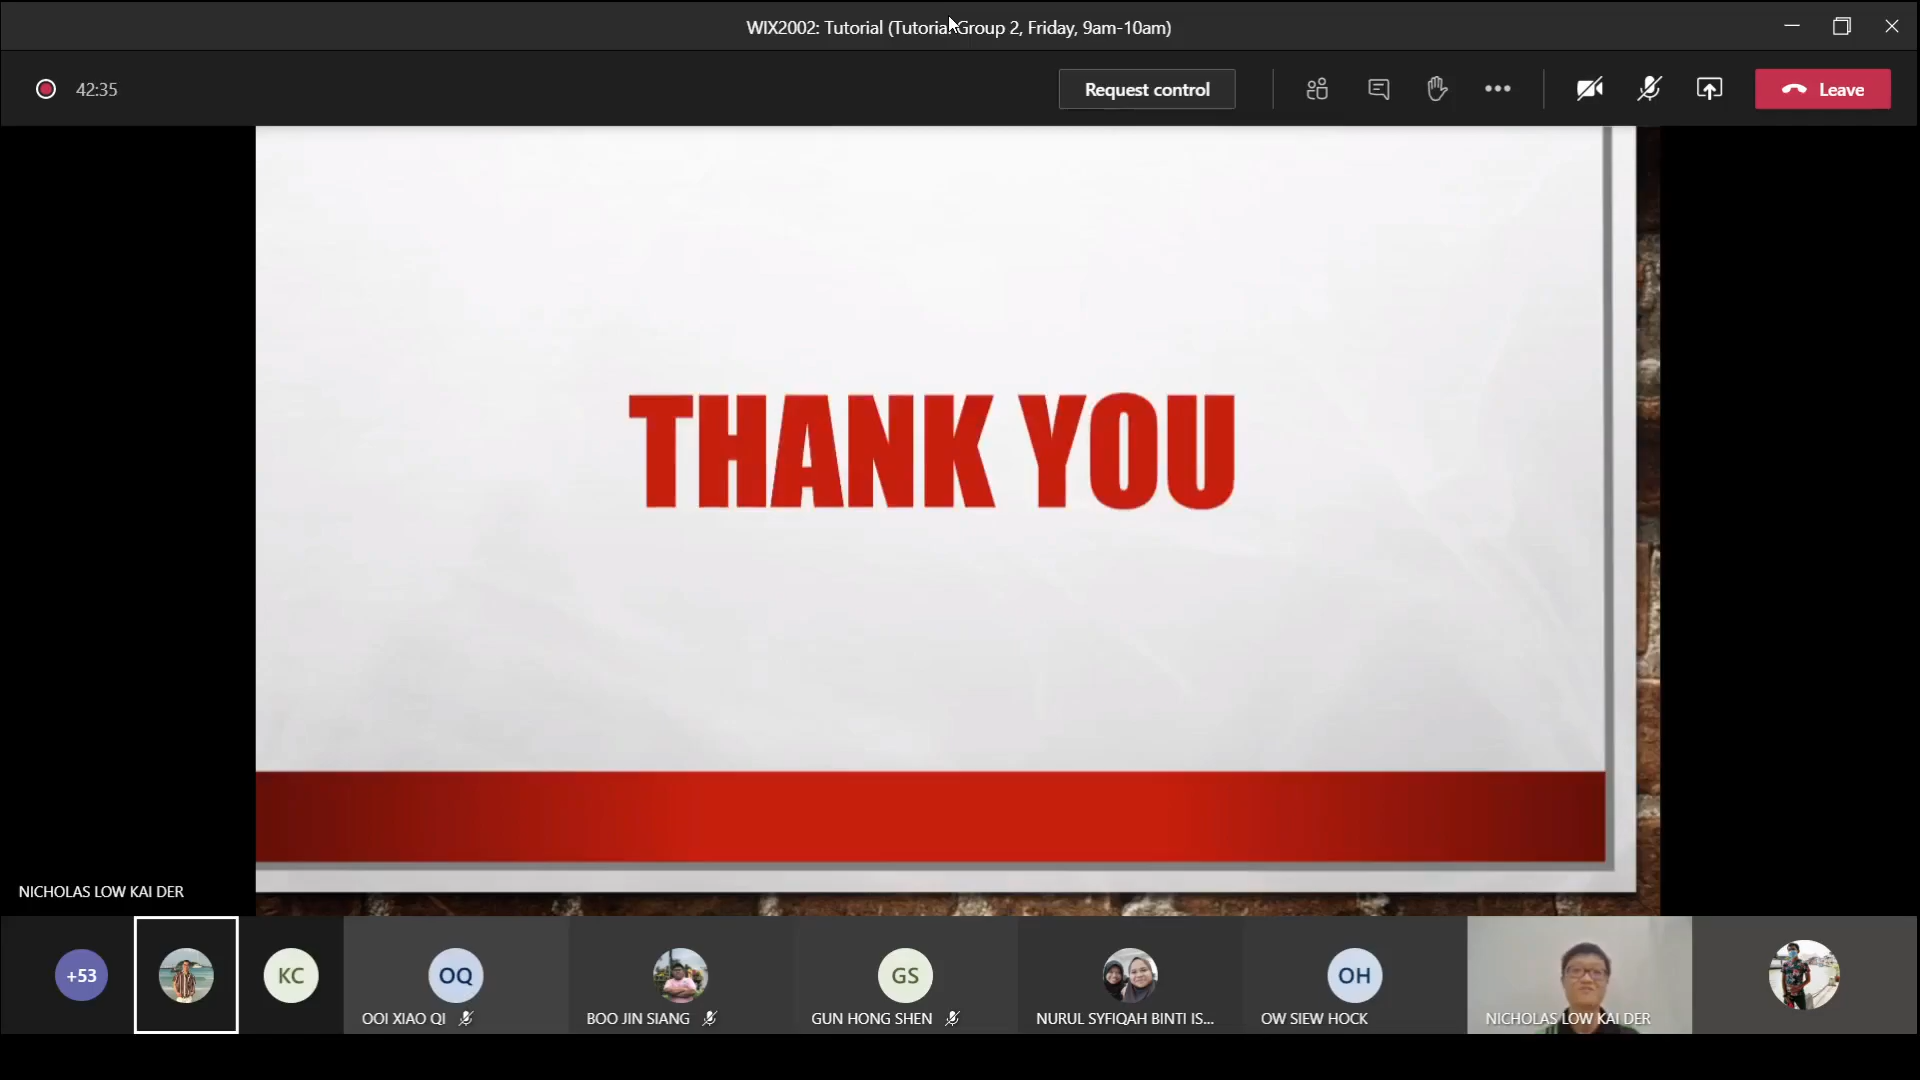 WIX2002: Tutorial (Tutorial Group 2, Friday, 9am-10am)
42:35
Request control
Leave
THANK YOU
NICHOLAS LOW KAI DER
+53
KC
OQ
GS
OH
OOI XIAO QI
BOO JIN SIANG
GUN HONG SHEN
NURUL SYFIQAH BINTI IS...
OW SIEW HOCK
NICHOLAS LOW KAI DER